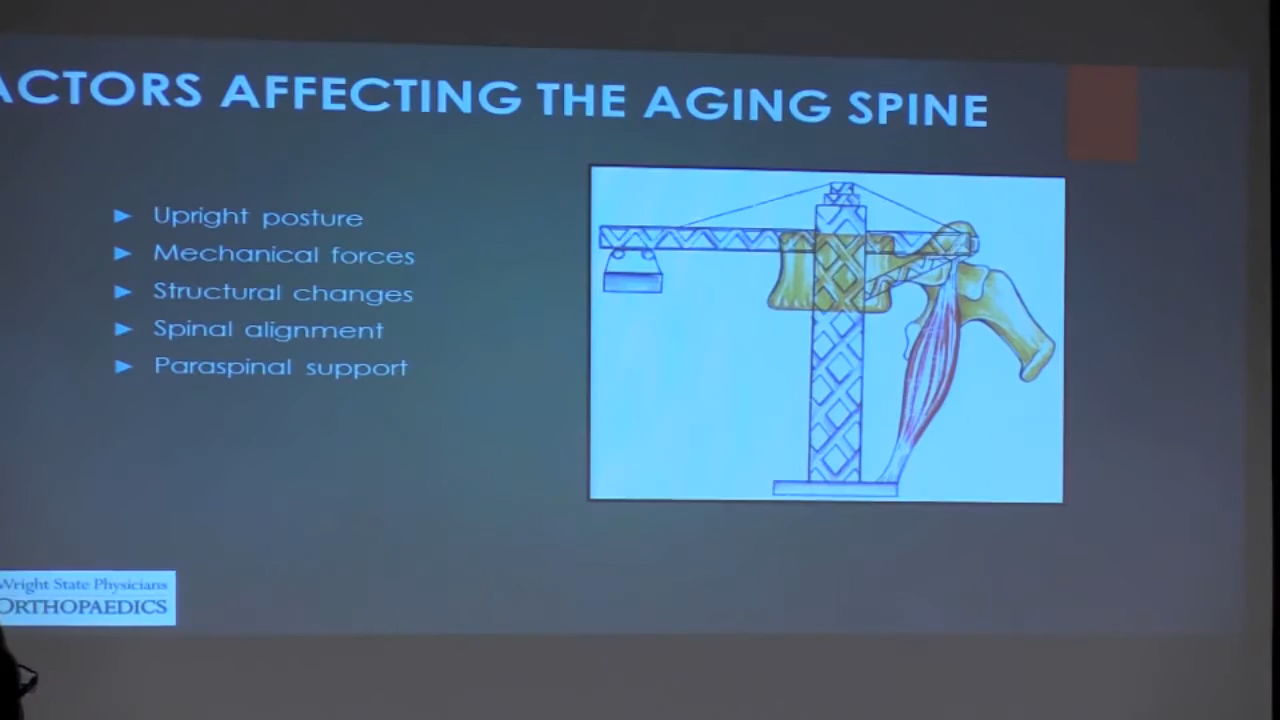 ACTORS AFFECTING THE AGING SPINE
► Upright posture
► Mechanical forces
► Structural changes
► Spinal alignment
► Paraspinal support
Wright State Physicians
ORTHOPAEDICS